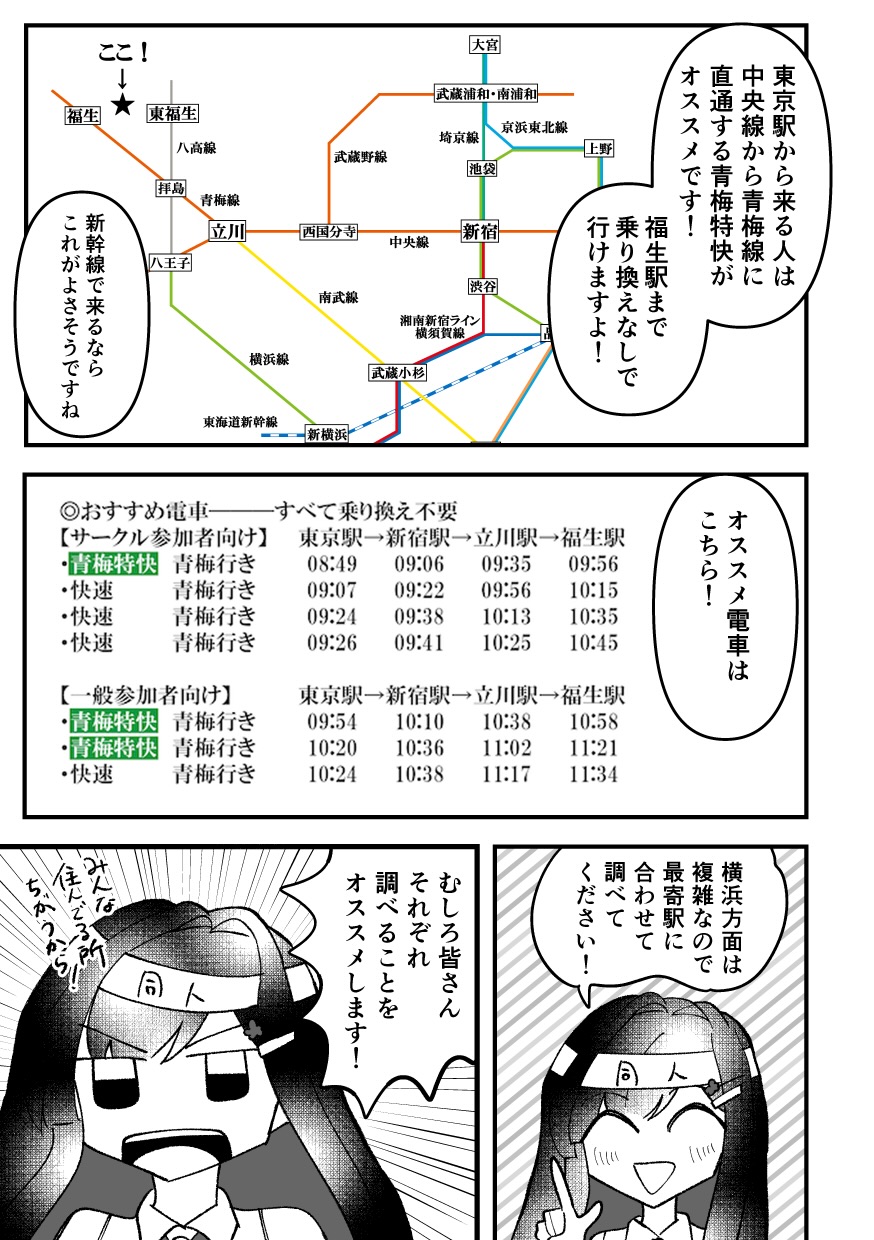 東京駅から来る人は
中央線から青梅線に
直通する青梅特快が
オススメです！
福生駅まで
乗り換えなしで
行けますよ！
ここ！
↓
★
福生
東福生
八高線
拝島
青梅線
立川
八王子
西国分寺
武蔵野線
中央線
大宮
武蔵浦和・南浦和
埼京線
京浜東北線
上野
池袋
新宿
渋谷
湘南新宿ライン
横須賀線
南武線
横浜線
武蔵小杉
東海道新幹線
新横浜
新幹線で来るなら
これがよさそうですね
オススメ電車は
こちら！
◎おすすめ電車―――すべて乗り換え不要
【サークル参加者向け】 東京駅→新宿駅→立川駅→福生駅
・青梅特快 青梅行き 08:49 09:06 09:35 09:56
・快速 青梅行き 09:07 09:22 09:56 10:15
・快速 青梅行き 09:24 09:38 10:13 10:35
・快速 青梅行き 09:26 09:41 10:25 10:45
【一般参加者向け】 東京駅→新宿駅→立川駅→福生駅
・青梅特快 青梅行き 09:54 10:10 10:38 10:58
・青梅特快 青梅行き 10:20 10:36 11:02 11:21
・快速 青梅行き 10:24 10:38 11:17 11:34
横浜方面は
複雑なので
最寄駅に
合わせて
調べて
ください！
同人
むしろ皆さん
それぞれ
調べることを
オススメします！
みんな
住んでる所
ちがうから！
同人